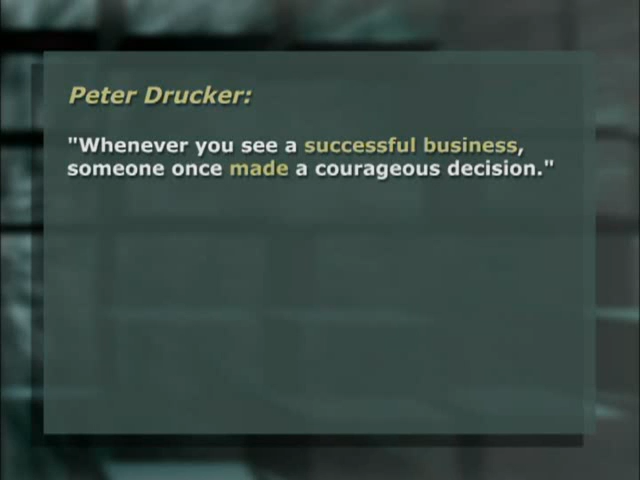 Peter Drucker:
"Whenever you see a successful business,
someone once made a courageous decision."